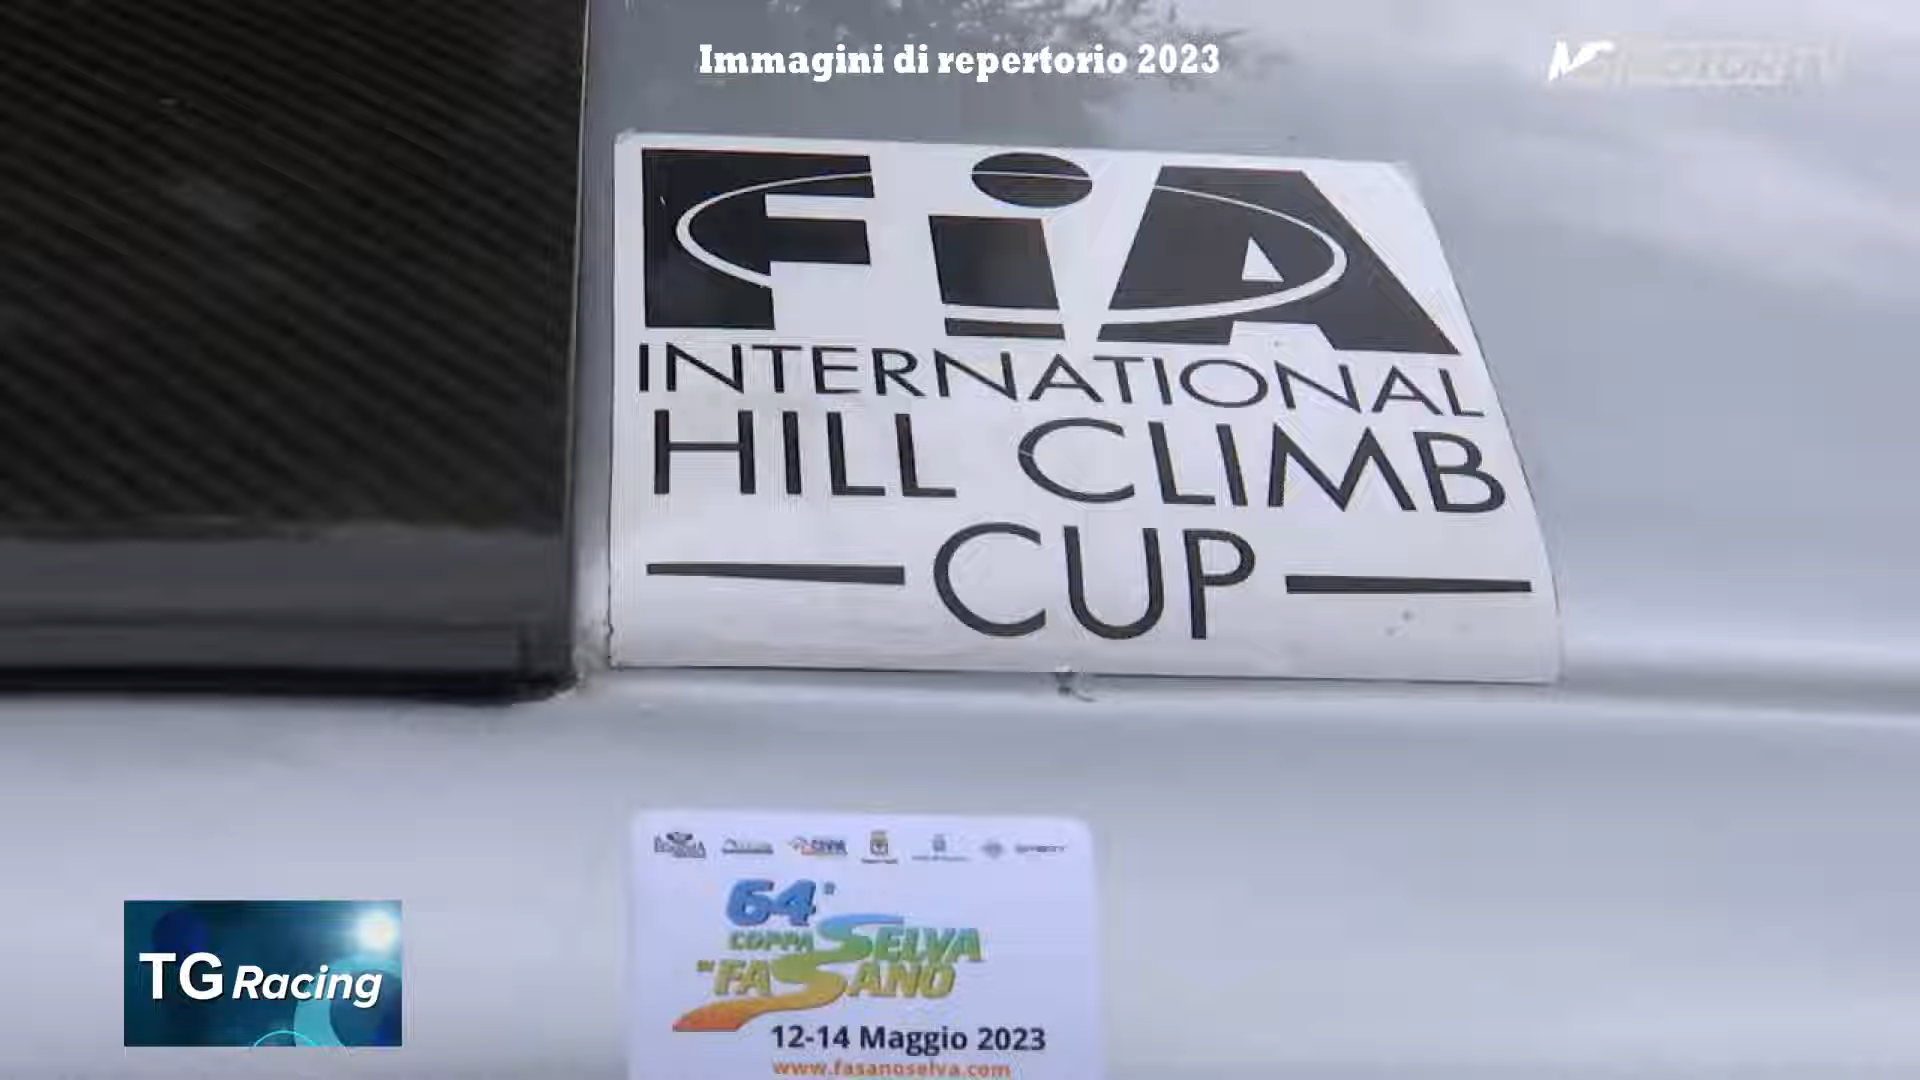 Immagini di repertorio 2023
FiA
INTERNATIONAL
HILL CLIMB
CUP
64ª
COPPA SELVA
DI FASANO
12-14 Maggio 2023
www.fasanoselva.com
TG Racing